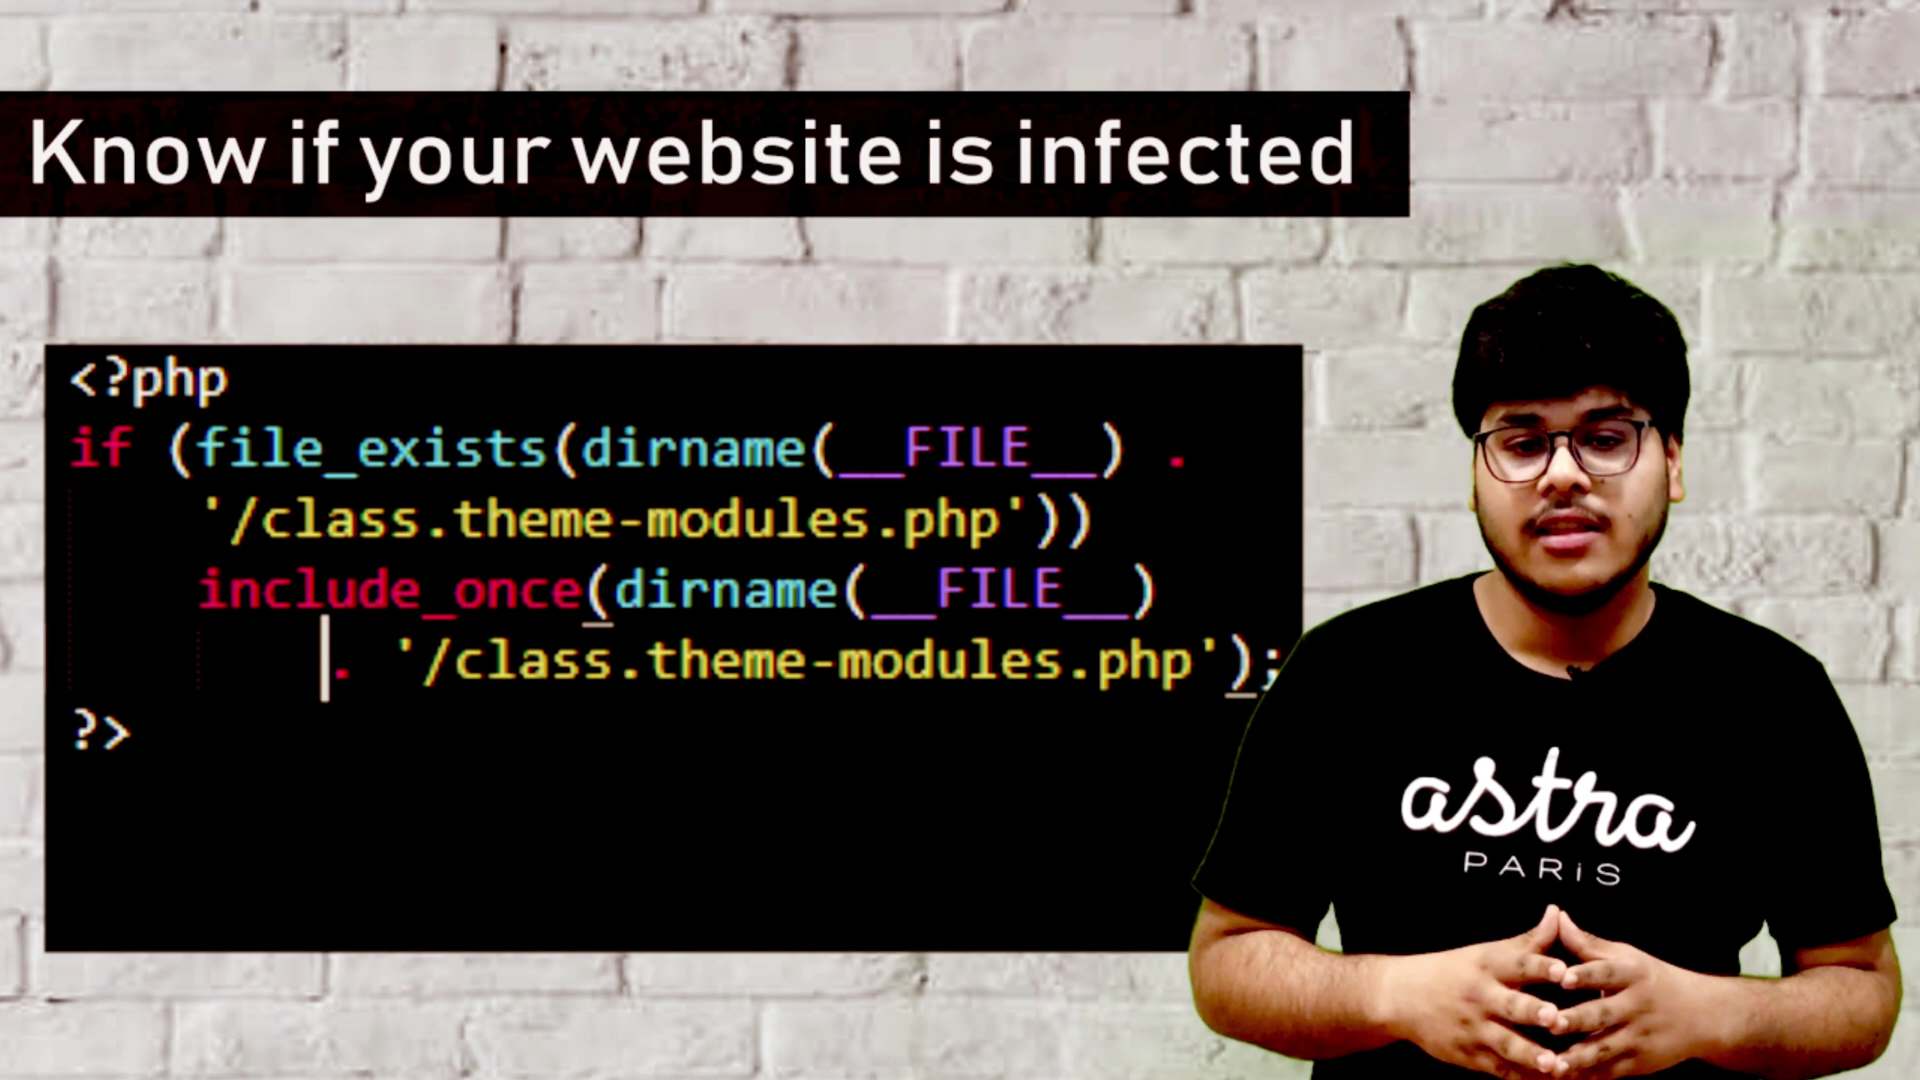 Know if your website is infected
<?php
if (file_exists(dirname(__FILE__) .
'/class.theme-modules.php'))
include_once(dirname(__FILE__)
. '/class.theme-modules.php');
?>
astra
PARiS